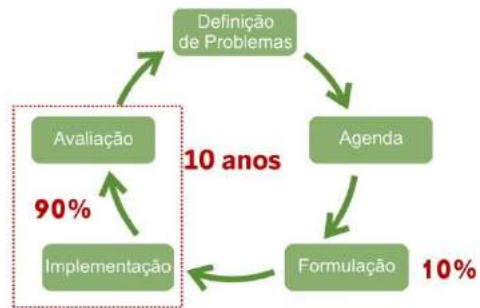 Definição
de Problemas
Avaliação
10 anos
Agenda
90%
Implementação
Formulação
10%